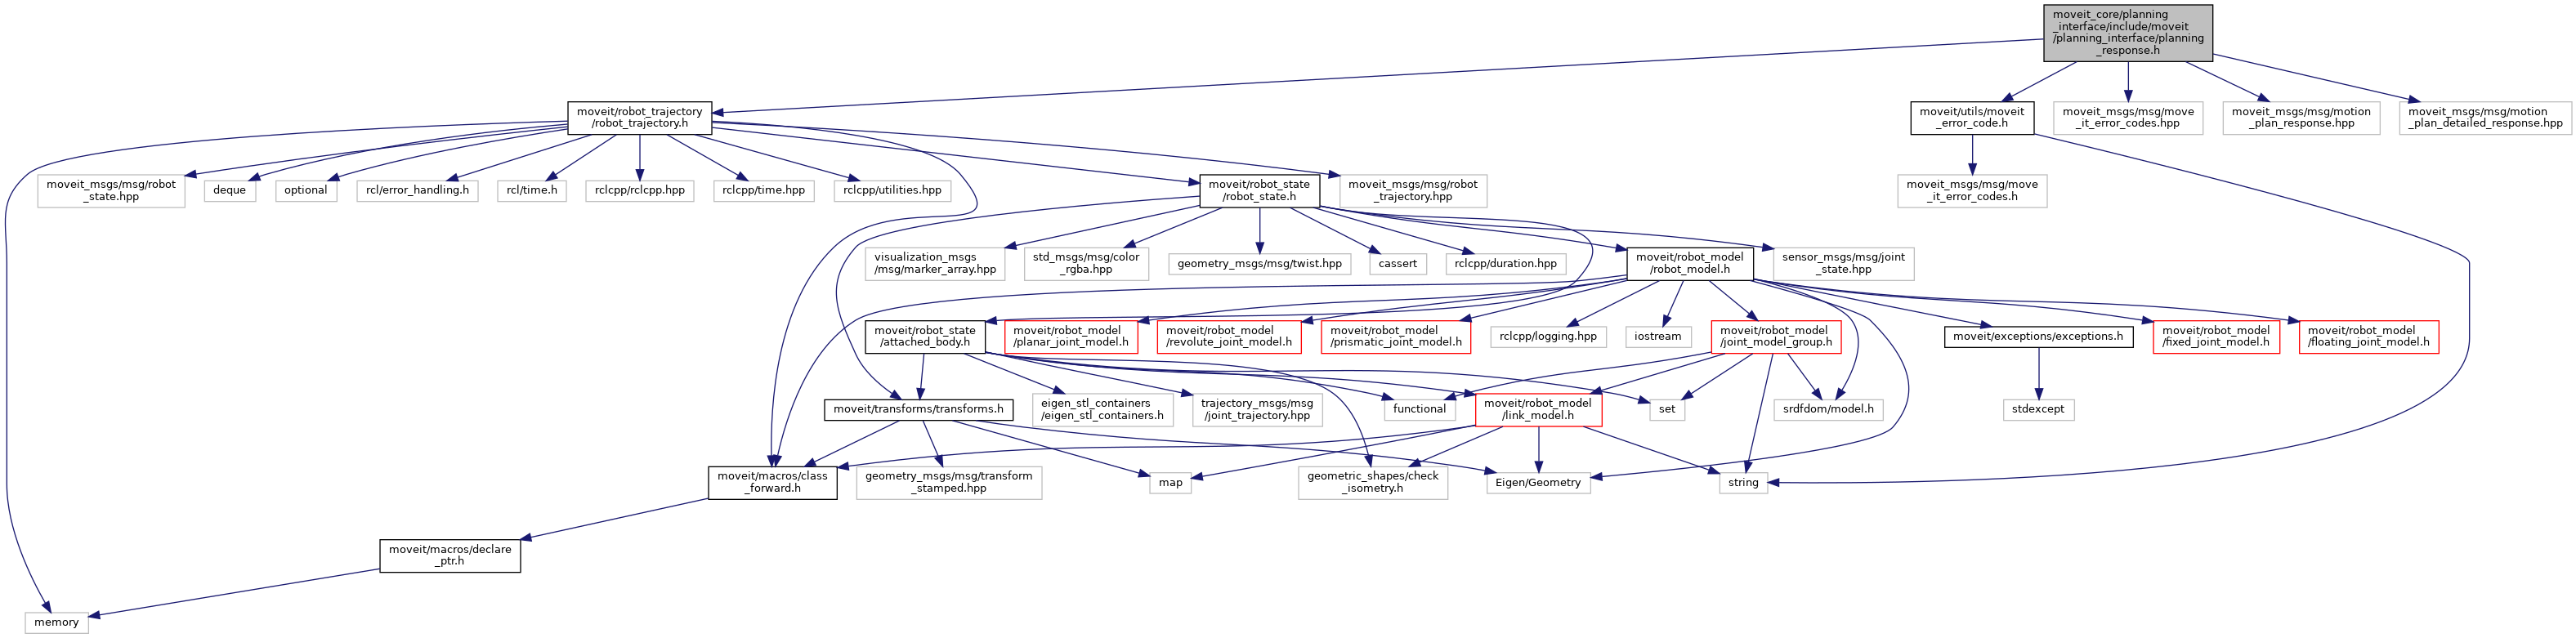 moveit_core/planning
_interface/include/moveit
/planning_interface/planning
_response.h
moveit/robot_trajectory
/robot_trajectory.h
moveit/utils/moveit
_error_code.h
moveit_msgs/msg/move
_it_error_codes.hpp
moveit_msgs/msg/motion
_plan_response.hpp
moveit_msgs/msg/motion
_plan_detailed_response.hpp
moveit_msgs/msg/robot
_state.hpp
deque
optional
rcl/error_handling.h
rcl/time.h
rclcpp/rclcpp.hpp
rclcpp/time.hpp
rclcpp/utilities.hpp
moveit/robot_state
/robot_state.h
moveit_msgs/msg/robot
_trajectory.hpp
moveit_msgs/msg/move
_it_error_codes.h
visualization_msgs
/msg/marker_array.hpp
std_msgs/msg/color
_rgba.hpp
geometry_msgs/msg/twist.hpp
cassert
rclcpp/duration.hpp
moveit/robot_model
/robot_model.h
sensor_msgs/msg/joint
_state.hpp
moveit/robot_state
/attached_body.h
moveit/robot_model
/planar_joint_model.h
moveit/robot_model
/revolute_joint_model.h
moveit/robot_model
/prismatic_joint_model.h
rclcpp/logging.hpp
iostream
moveit/robot_model
/joint_model_group.h
moveit/exceptions/exceptions.h
moveit/robot_model
/fixed_joint_model.h
moveit/robot_model
/floating_joint_model.h
moveit/transforms/transforms.h
eigen_stl_containers
/eigen_stl_containers.h
trajectory_msgs/msg
/joint_trajectory.hpp
functional
moveit/robot_model
/link_model.h
set
srdfdom/model.h
stdexcept
moveit/macros/class
_forward.h
geometry_msgs/msg/transform
_stamped.hpp
map
geometric_shapes/check
_isometry.h
Eigen/Geometry
string
moveit/macros/declare
_ptr.h
memory